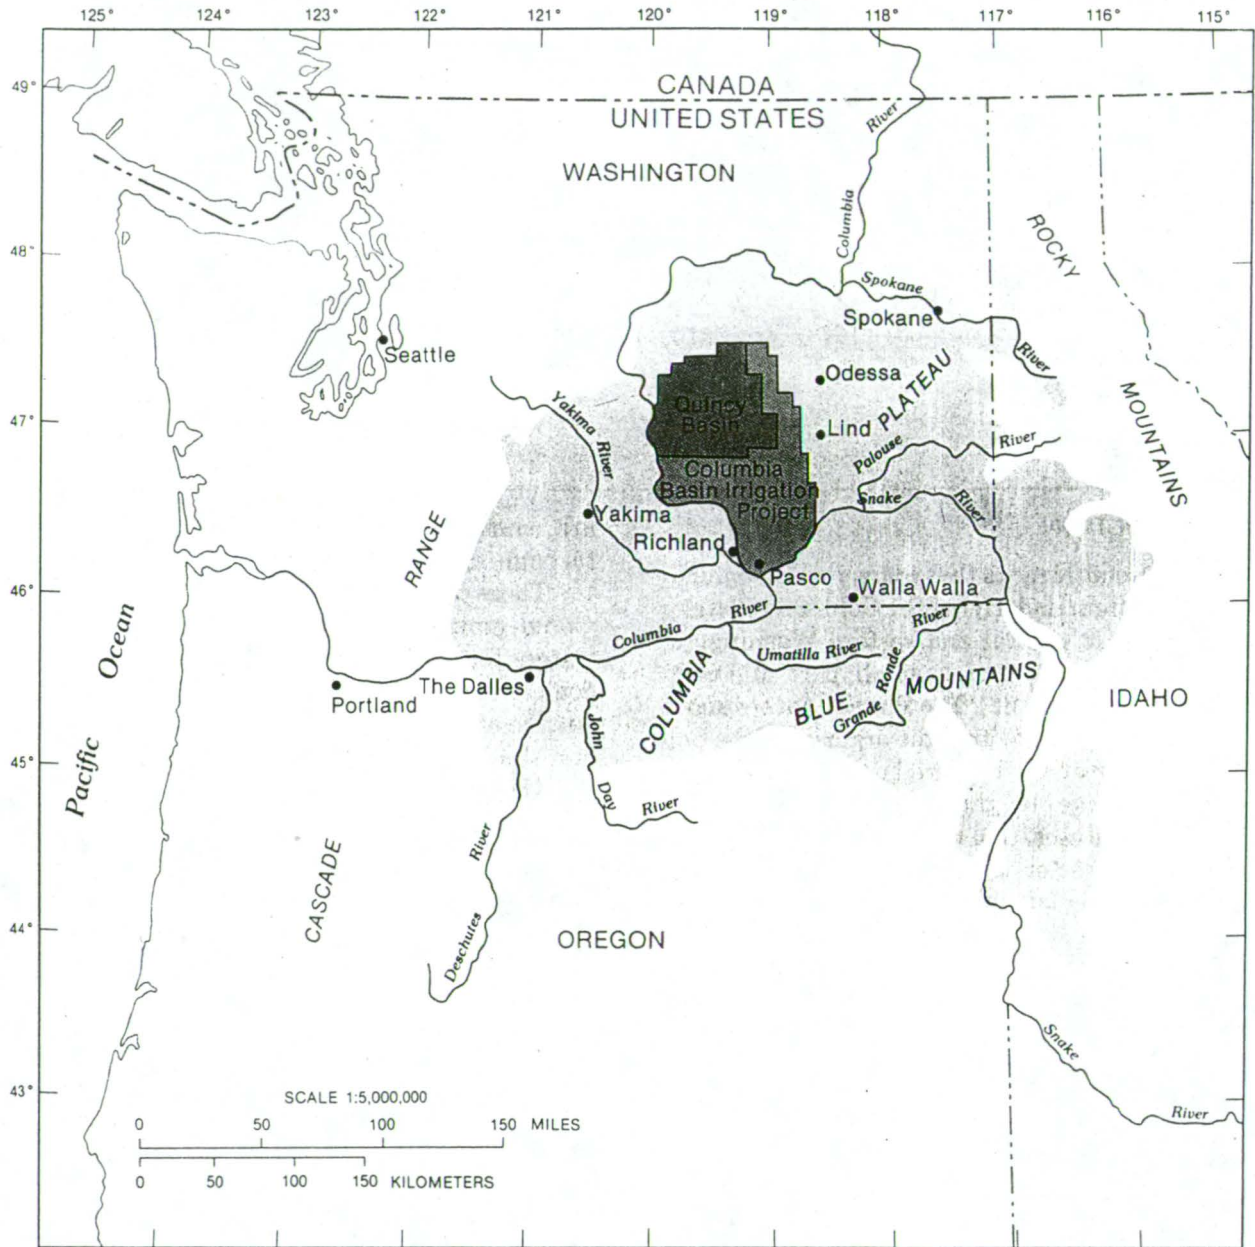 125° 124° 123° 122° 121° 120° 119° 118° 117° 116° 115°
49°
CANADA
UNITED STATES
River
WASHINGTON
Columbia
ROCKY
48°
Spokane
Spokane
River
Seattle
Odessa
PLATEAU
MOUNTAINS
Yakima
River
Quincy
Basin
47°
Lind
Palouse
River
Columbia
Basin Irrigation
Project
Snake
River
Yakima
Richland
RANGE
Pasco
Walla Walla
46°
River
River
Columbia
Umatilla River
Ocean
The Dalles
COLUMBIA
BLUE
Ronde
MOUNTAINS
Grande
IDAHO
Portland
Pacific
John
45°
Day
River
River
CASCADE
44°
Deschutes
OREGON
Snake
River
43°
SCALE 1:5,000,000
0 50 100 150 MILES
0 50 100 150 KILOMETERS